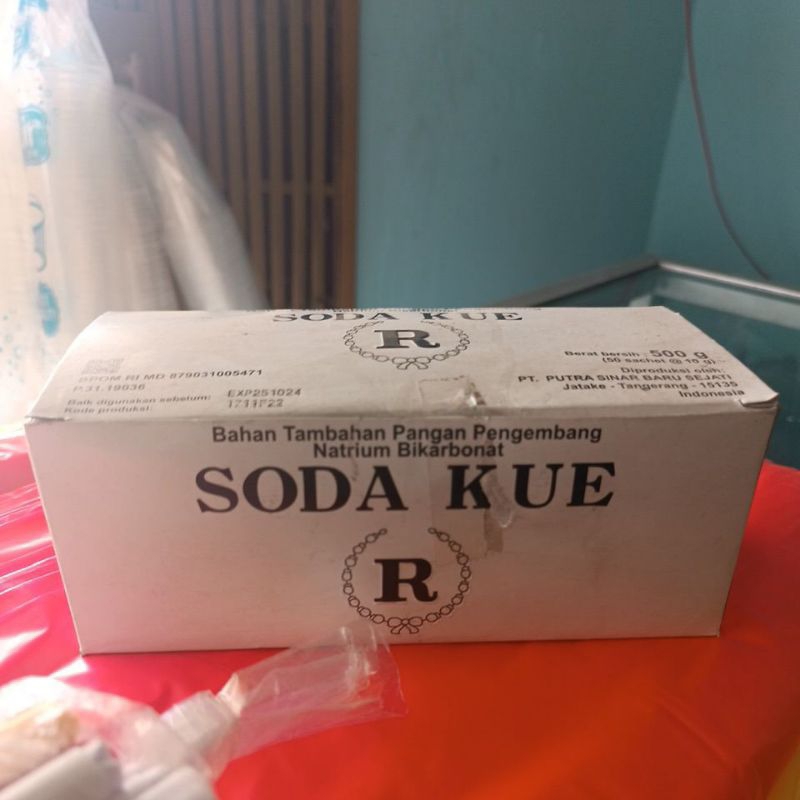 SODA KUE
R
BPOM RI MD 879031005471
P.31.19036
Baik digunakan sebelum: EXP251024
Kode produksi:
Berat bersih : 500 g
(50 sachet @ 10 g)
Diproduksi oleh:
PT. PUTRA SINAR BARU SEJATI
Jatake - Tangerang - 15135
Indonesia
Bahan Tambahan Pangan Pengembang
Natrium Bikarbonat
SODA KUE
R